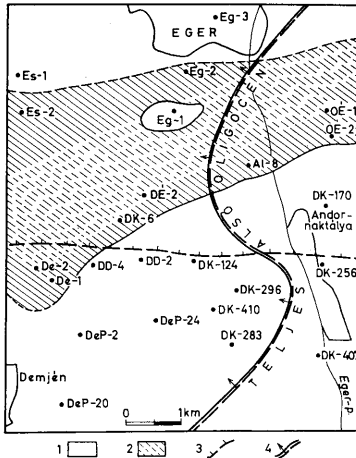 Eg-3
EGER
Es-1
Eg-2
Es-2
Eg-1
OÉ-1
OE-2
Al-8
ALSÓ OLIGOCÉN
DÉ-2
DK-170
DK-6
Andor-
naktálya
De-2
DD-4
DD-2
DK-124
DK-256
De-1
DK-296
DK-410
DeP-24
DeP-2
DK-283
TELJES
DK-407
Demjén
Eger-p.
DeP-20
0 1km
1 2 3 4